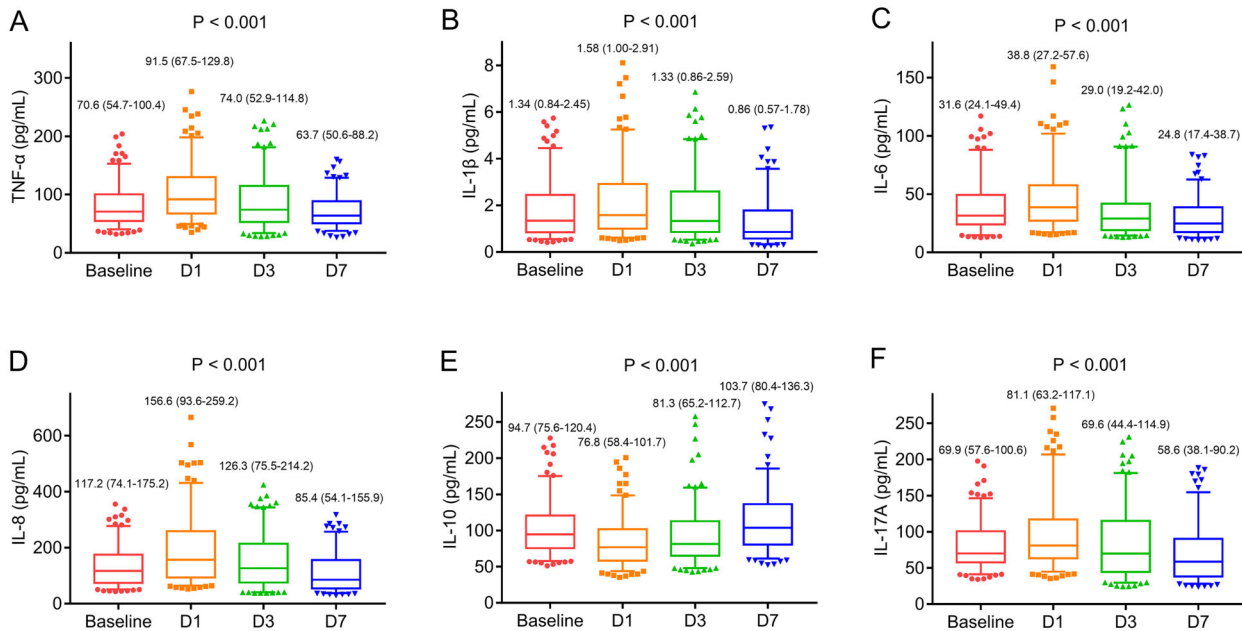 A
P < 0.001
TNF-α (pg/mL)
300
200
100
0
70.6 (54.7-100.4)
91.5 (67.5-129.8)
74.0 (52.9-114.8)
63.7 (50.6-88.2)
Baseline D1 D3 D7
B
P < 0.001
IL-1β (pg/mL)
8
6
4
2
0
1.34 (0.84-2.45)
1.58 (1.00-2.91)
1.33 (0.86-2.59)
0.86 (0.57-1.78)
Baseline D1 D3 D7
C
P < 0.001
IL-6 (pg/mL)
150
100
50
0
31.6 (24.1-49.4)
38.8 (27.2-57.6)
29.0 (19.2-42.0)
24.8 (17.4-38.7)
Baseline D1 D3 D7
D
P < 0.001
IL-8 (pg/mL)
600
400
200
0
117.2 (74.1-175.2)
156.6 (93.6-259.2)
126.3 (75.5-214.2)
85.4 (54.1-155.9)
Baseline D1 D3 D7
E
P < 0.001
IL-10 (pg/mL)
250
200
150
100
50
0
94.7 (75.6-120.4)
76.8 (58.4-101.7)
81.3 (65.2-112.7)
103.7 (80.4-136.3)
Baseline D1 D3 D7
F
P < 0.001
IL-17A (pg/mL)
250
200
150
100
50
0
69.9 (57.6-100.6)
81.1 (63.2-117.1)
69.6 (44.4-114.9)
58.6 (38.1-90.2)
Baseline D1 D3 D7